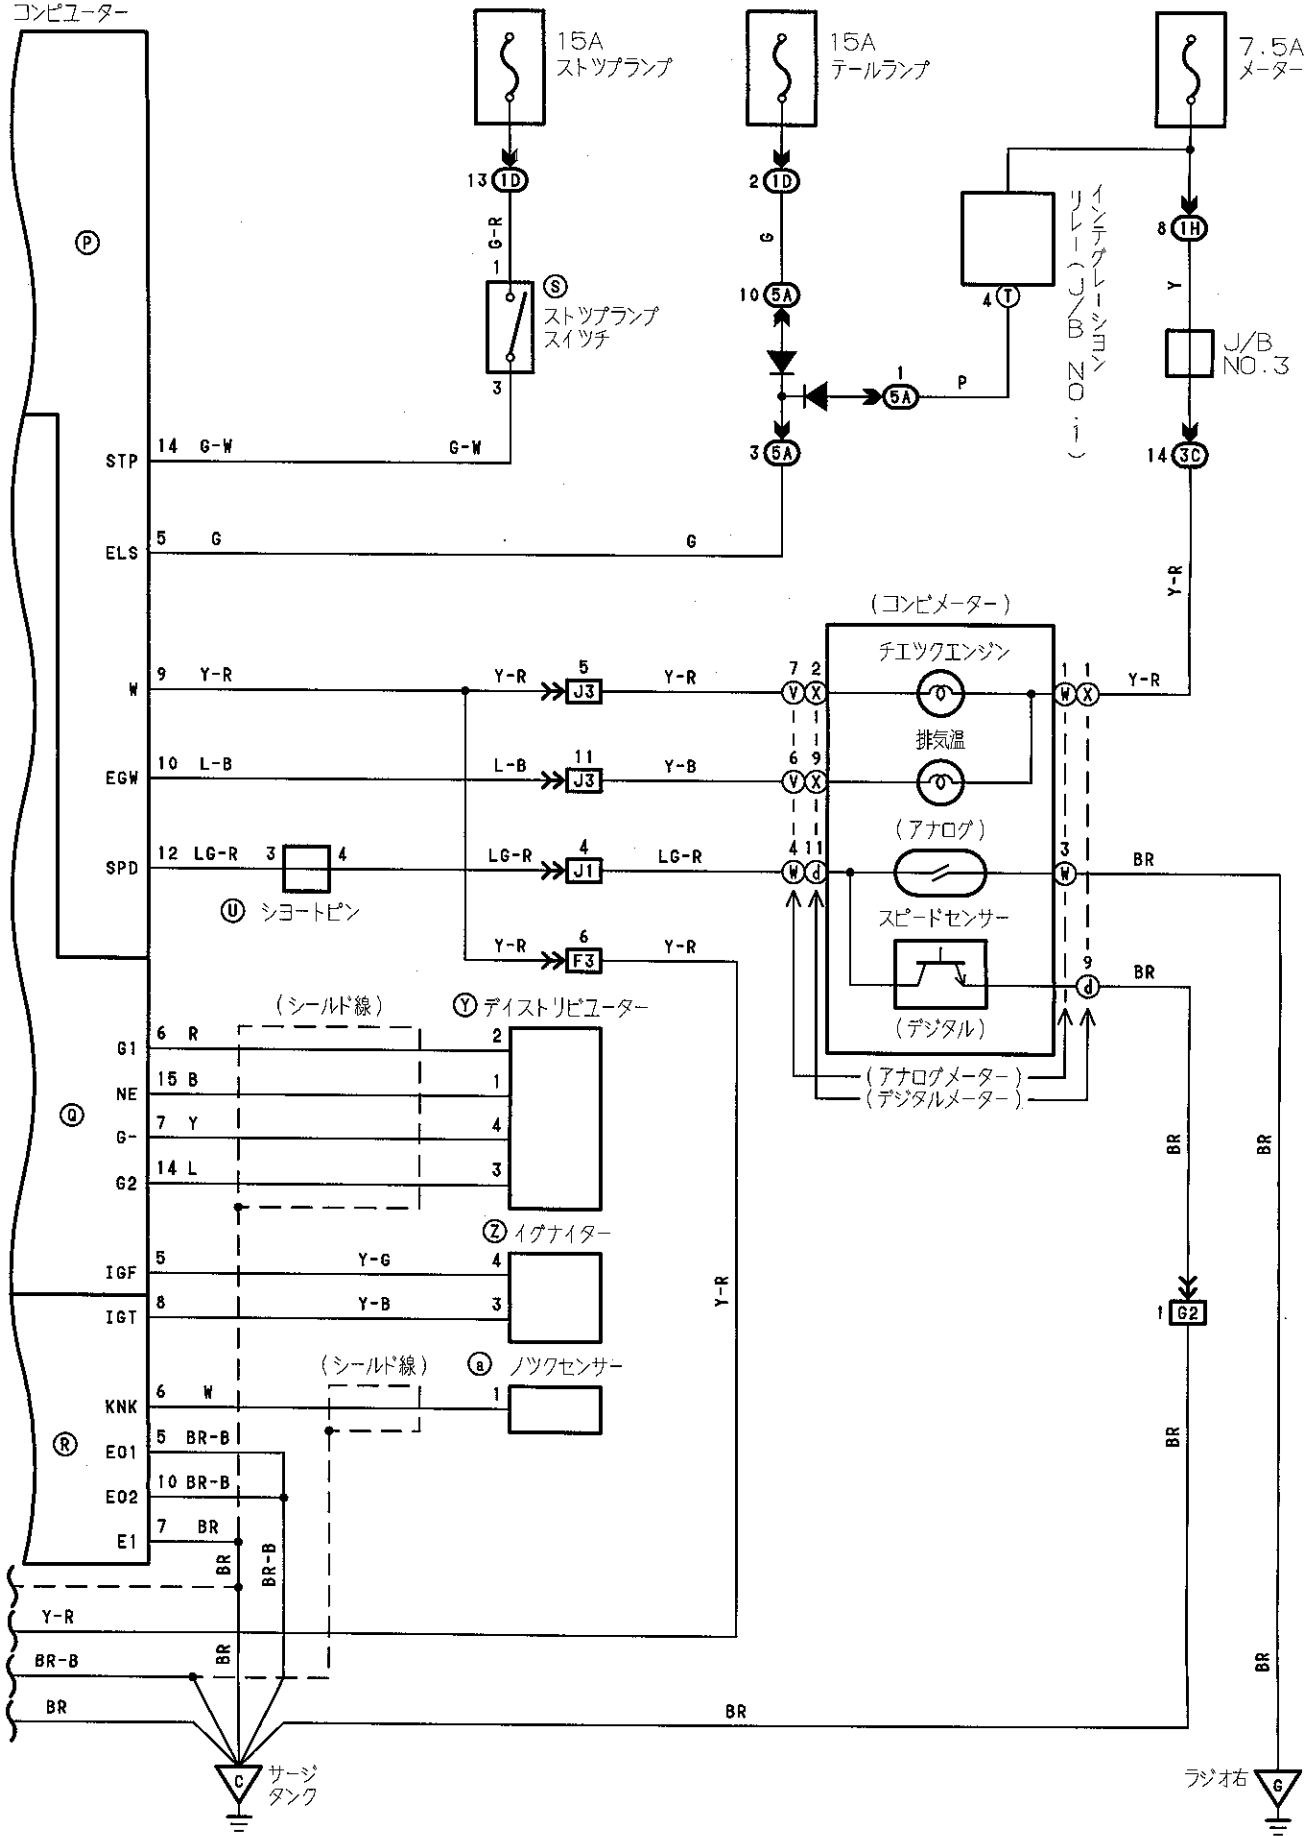 コンピユーター
15A
ストツプランプ
15A
テールランプ
7.5A
メーター
13 1D
2 1D
8 1H
インテグレーシヨン
リレー(J/B NO i)
P
G-R
G
Y
1
S
ストツプランプ
スイツチ
3
10 5A
4 T
J/B
NO.3
1
5A
P
STP 14 G-W G-W
3 5A
14 3C
ELS 5 G G
Y-R
(コンビメーター)
チエツクエンジン
W 9 Y-R Y-R 5 J3 Y-R 7 V 2 X 1 W 1 X Y-R
排気温
EGW 10 L-B L-B 11 J3 Y-B 6 V 9 X
(アナログ)
SPD 12 LG-R 3 4 LG-R 4 J1 LG-R 4 W 11 d 3 W BR
U シヨートピン
スピードセンサー
Y-R 6 F3 Y-R
9 d BR
(デジタル)
(シールド線)
Y デイストリビユーター
G1 6 R 2
NE 15 B 1
Q
G- 7 Y 4
G2 14 L 3
(アナログメーター)
(デジタルメーター)
BR
BR
Z イグナイター
IGF 5 Y-G 4
IGT 8 Y-B 3
Y-R
1 G2
(シールド線)
a ノツクセンサー
KNK 6 W 1
R
EO1 5 BR-B
EO2 10 BR-B
E1 7 BR
BR
BR-B
BR
Y-R
BR
BR-B
BR
BR
BR
C
サージ
タンク
ラジオ右
G